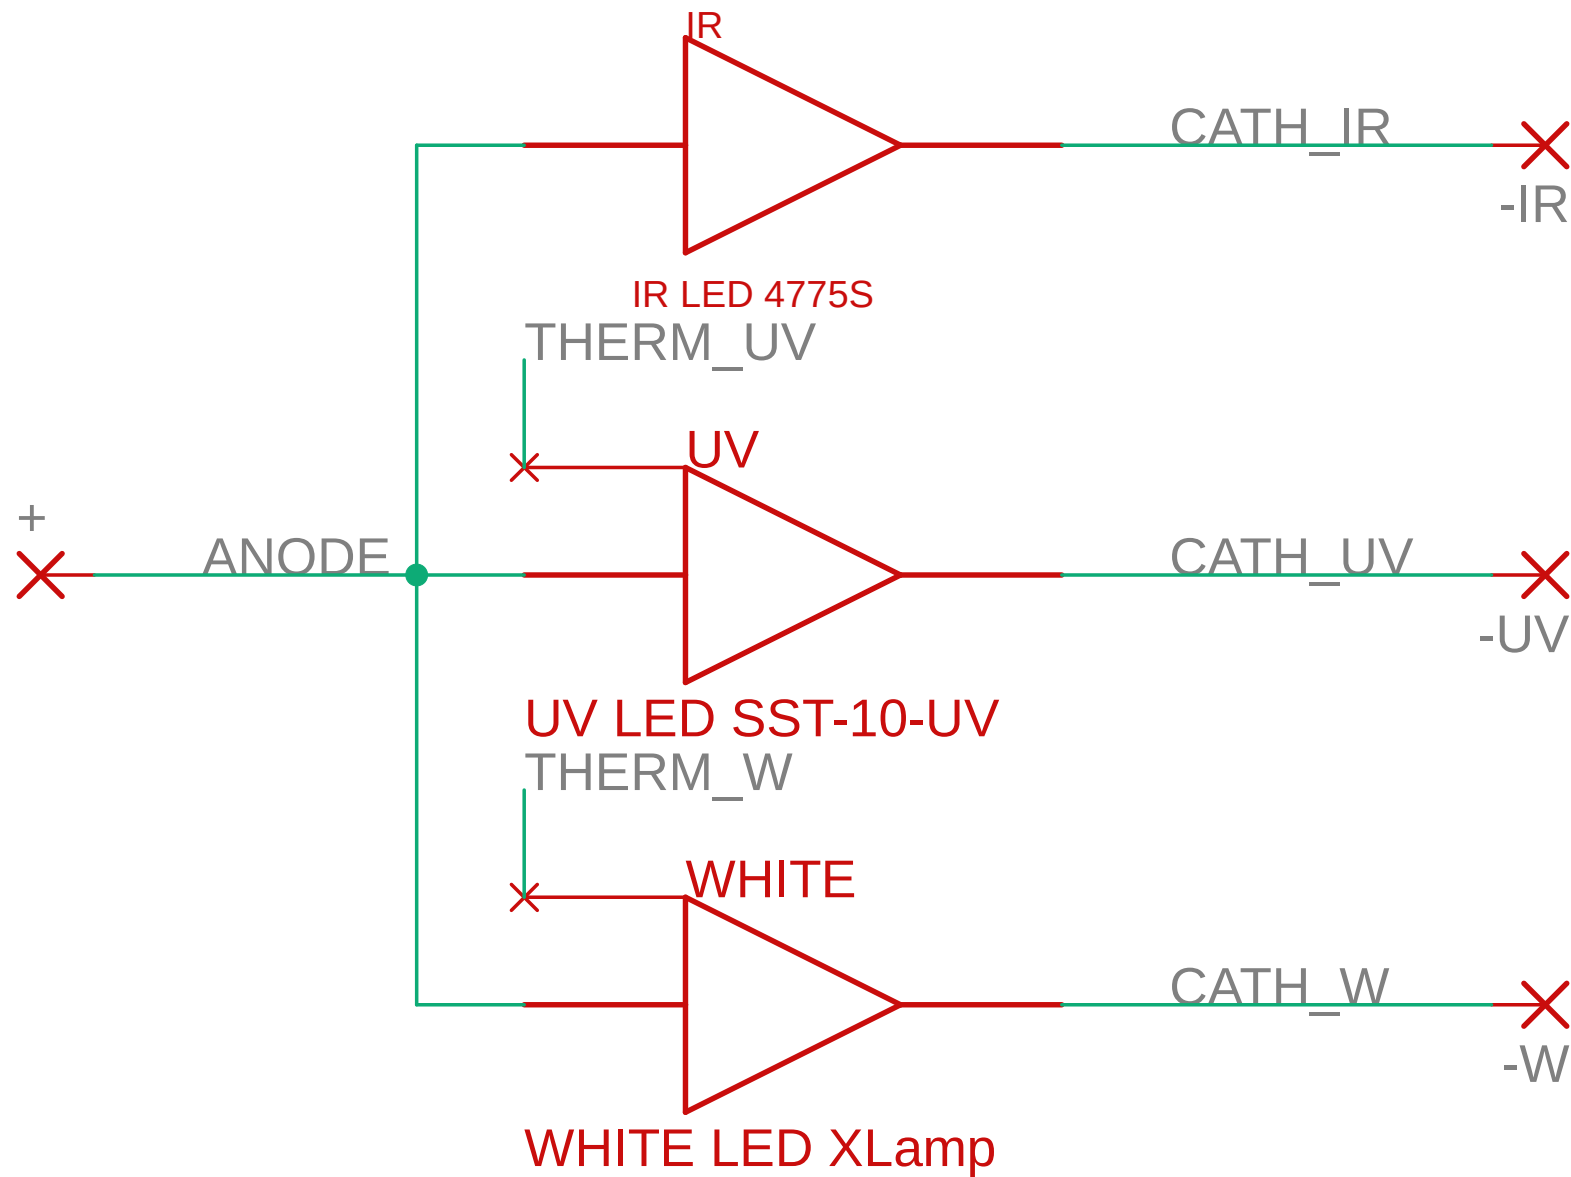 IR
CATH_IR
-IR
IR LED 4775S
THERM_UV
UV
+
ANODE
CATH_UV
-UV
UV LED SST-10-UV
THERM_W
WHITE
CATH_W
-W
WHITE LED XLamp